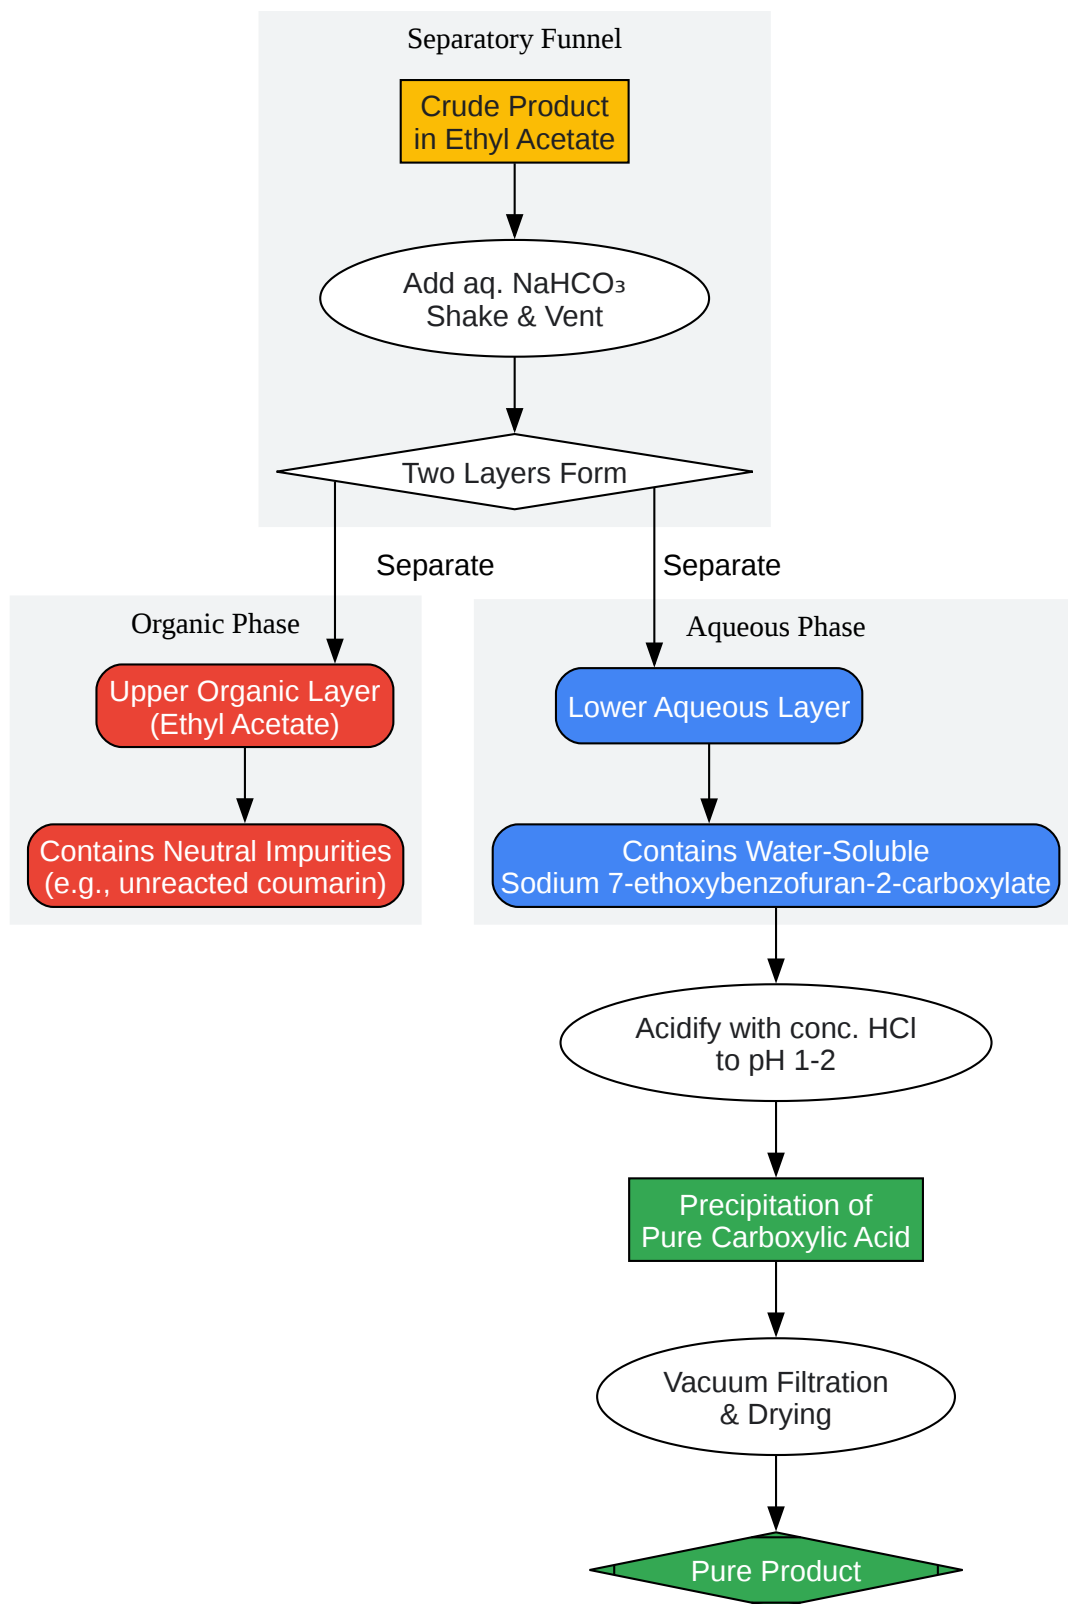 Separatory Funnel
Crude Product
in Ethyl Acetate
Add aq. NaHCO₃
Shake & Vent
Two Layers Form
Separate
Separate
Organic Phase
Upper Organic Layer
(Ethyl Acetate)
Contains Neutral Impurities
(e.g., unreacted coumarin)
Aqueous Phase
Lower Aqueous Layer
Contains Water-Soluble
Sodium 7-ethoxybenzofuran-2-carboxylate
Acidify with conc. HCl
to pH 1-2
Precipitation of
Pure Carboxylic Acid
Vacuum Filtration
& Drying
Pure Product